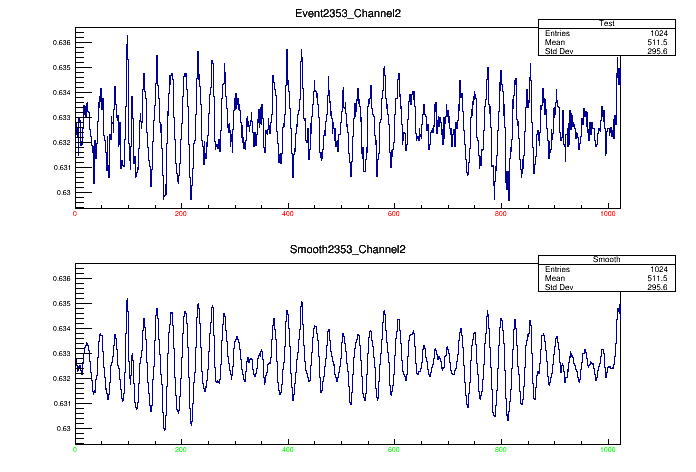 Event2353_Channel2
Test
Entries 1024
Mean 511.5
Std Dev 295.6
0.636
0.635
0.634
0.633
0.632
0.631
0.63
0 200 400 600 800 1000
Smooth2353_Channel2
Smooth
Entries 1024
Mean 511.5
Std Dev 295.6
0.636
0.635
0.634
0.633
0.632
0.631
0.63
0 200 400 600 800 1000